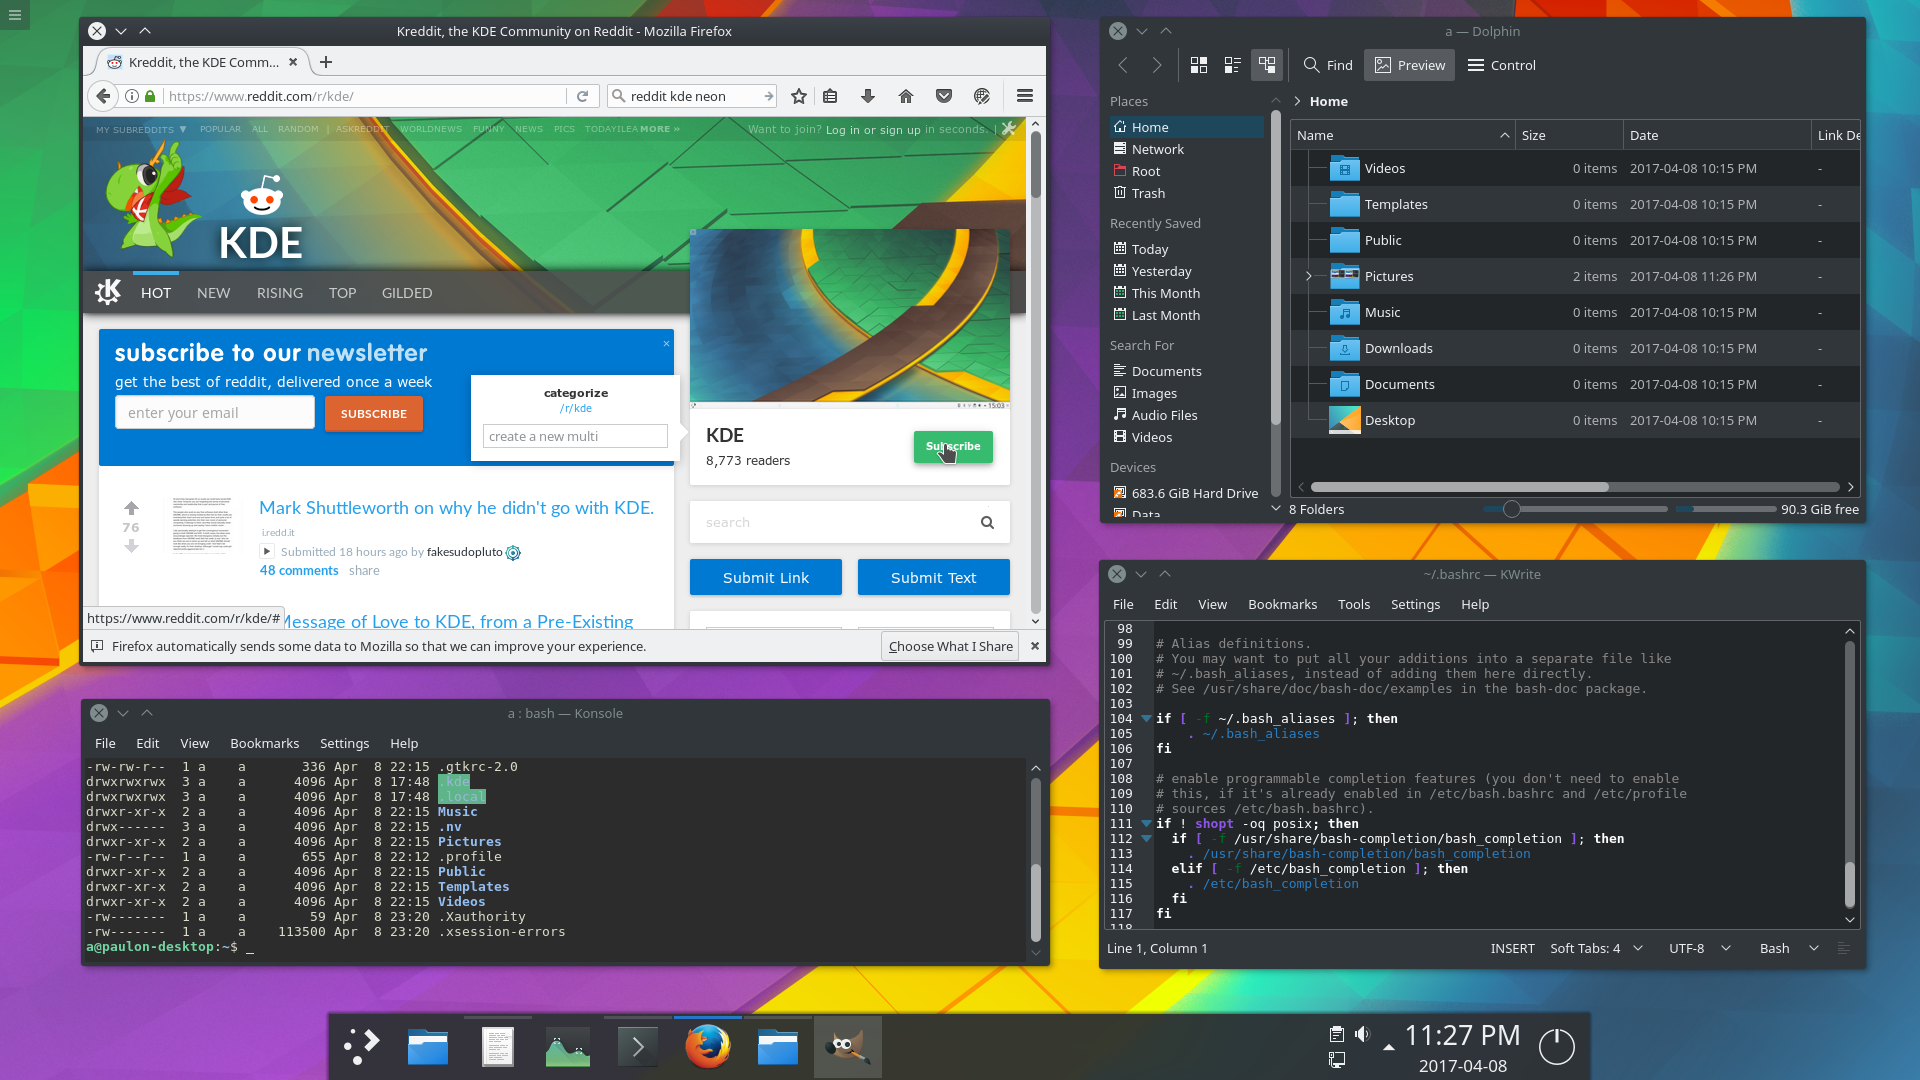 Kreddit, the KDE Community on Reddit - Mozilla Firefox
Kreddit, the KDE Comm...
https://www.reddit.com/r/kde/
reddit kde neon
MY SUBREDDITS POPULAR ALL RANDOM | ASKREDDIT WORLDNEWS FUNNY NEWS PICS TODAYILEA MORE »
Want to join? Log in or sign up in seconds. |
KDE
HOT NEW RISING TOP GILDED
subscribe to our newsletter
get the best of reddit, delivered once a week
enter your email
SUBSCRIBE
categorize
/r/kde
create a new multi
15:03
KDE
8,773 readers
Subscribe
76
Mark Shuttleworth on why he didn't go with KDE.
i.redd.it
Submitted 18 hours ago by fakesudopluto
48 comments share
search
Submit Link
Submit Text
Message of Love to KDE, from a Pre-Existing
https://www.reddit.com/r/kde/#
Firefox automatically sends some data to Mozilla so that we can improve your experience.
Choose What I Share
a — Dolphin
Find
Preview
Control
Places
Home
Network
Root
Trash
Recently Saved
Today
Yesterday
This Month
Last Month
Search For
Documents
Images
Audio Files
Videos
Devices
683.6 GiB Hard Drive
Data
Home
Name Size Date Link De
Videos 0 items 2017-04-08 10:15 PM -
Templates 0 items 2017-04-08 10:15 PM -
Public 0 items 2017-04-08 10:15 PM -
Pictures 2 items 2017-04-08 11:26 PM -
Music 0 items 2017-04-08 10:15 PM -
Downloads 0 items 2017-04-08 10:15 PM -
Documents 0 items 2017-04-08 10:15 PM -
Desktop 0 items 2017-04-08 10:15 PM -
8 Folders
90.3 GiB free
a : bash — Konsole
File Edit View Bookmarks Settings Help
-rw-rw-r-- 1 a a 336 Apr 8 22:15 .gtkrc-2.0
drwxrwxrwx 3 a a 4096 Apr 8 17:48 .kde
drwxrwxrwx 3 a a 4096 Apr 8 17:48 .local
drwxr-xr-x 2 a a 4096 Apr 8 22:15 Music
drwx------ 3 a a 4096 Apr 8 22:15 .nv
drwxr-xr-x 2 a a 4096 Apr 8 22:15 Pictures
-rw-r--r-- 1 a a 655 Apr 8 22:12 .profile
drwxr-xr-x 2 a a 4096 Apr 8 22:15 Public
drwxr-xr-x 2 a a 4096 Apr 8 22:15 Templates
drwxr-xr-x 2 a a 4096 Apr 8 22:15 Videos
-rw------- 1 a a 59 Apr 8 23:20 .Xauthority
-rw------- 1 a a 113500 Apr 8 23:20 .xsession-errors
a@paulon-desktop:~$ _
~/.bashrc — KWrite
File Edit View Bookmarks Tools Settings Help
98
99 # Alias definitions.
100 # You may want to put all your additions into a separate file like
101 # ~/.bash_aliases, instead of adding them here directly.
102 # See /usr/share/doc/bash-doc/examples in the bash-doc package.
103
104 if [ -f ~/.bash_aliases ]; then
105 . ~/.bash_aliases
106 fi
107
108 # enable programmable completion features (you don't need to enable
109 # this, if it's already enabled in /etc/bash.bashrc and /etc/profile
110 # sources /etc/bash.bashrc).
111 if ! shopt -oq posix; then
112 if [ -f /usr/share/bash-completion/bash_completion ]; then
113 . /usr/share/bash-completion/bash_completion
114 elif [ -f /etc/bash_completion ]; then
115 . /etc/bash_completion
116 fi
117 fi
118
Line 1, Column 1
INSERT Soft Tabs: 4 UTF-8 Bash
11:27 PM
2017-04-08